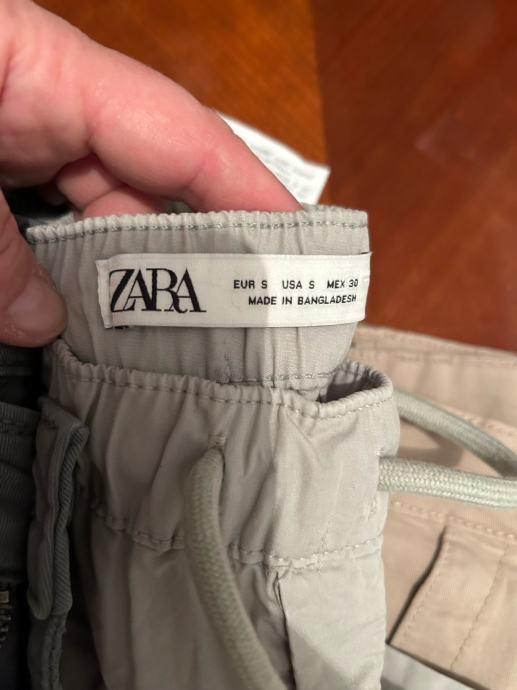 ZARA
EUR S USA S MEX 30
MADE IN BANGLADESH